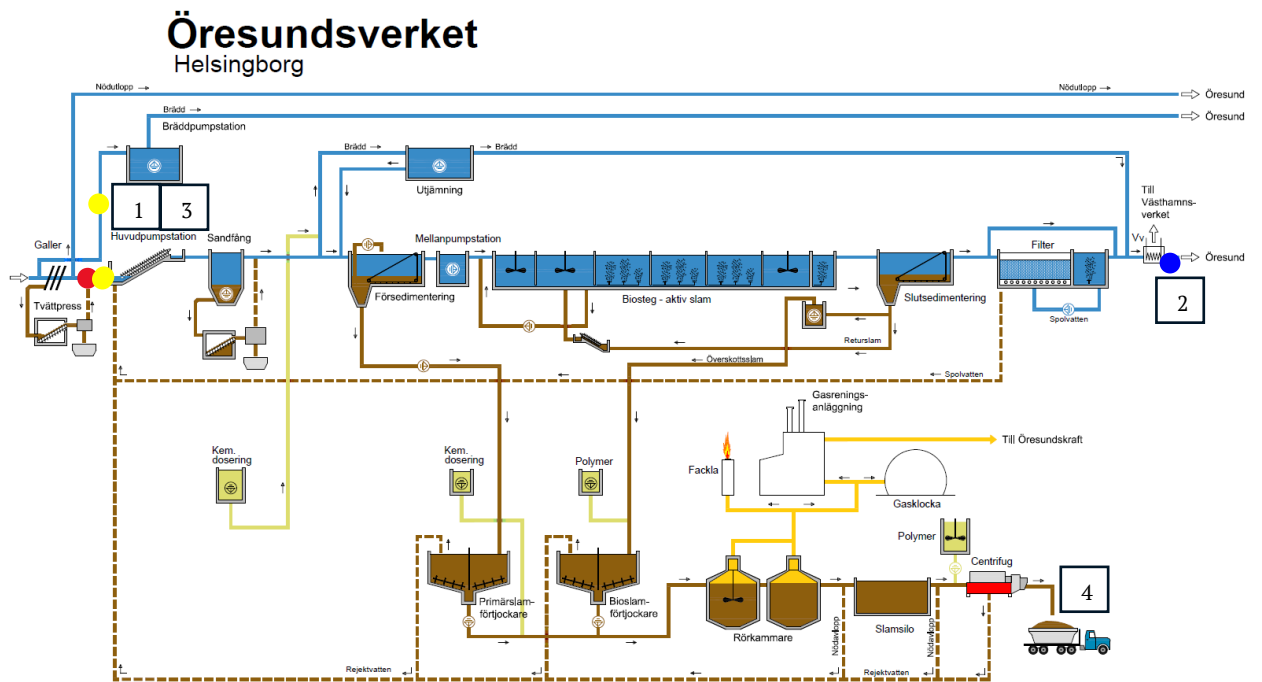 Öresundsverket
Helsingborg
Nödutlopp
Nödutlopp
Öresund
Brädd
Öresund
Bräddpumpstation
Brädd
Brädd
Utjämning
Till
Västhamns-
verket
1
3
Huvudpumpstation
Sandfång
Mellanpumpstation
Galler
Filter
Vv
Öresund
Tvättpress
Försedimentering
Biosteg - aktiv slam
Slutsedimentering
2
Spolvatten
Returslam
Överskottsslam
Spolvatten
Gasrenings-
anläggning
Till Öresundskraft
Kem.
dosering
Kem.
dosering
Polymer
Fackla
Gasklocka
Polymer
Centrifug
4
Primärslam-
förtjockare
Bioslam-
förtjockare
Rörkammare
Slamsilo
Nödavlopp
Nödavlopp
Rejektvatten
Rejektvatten